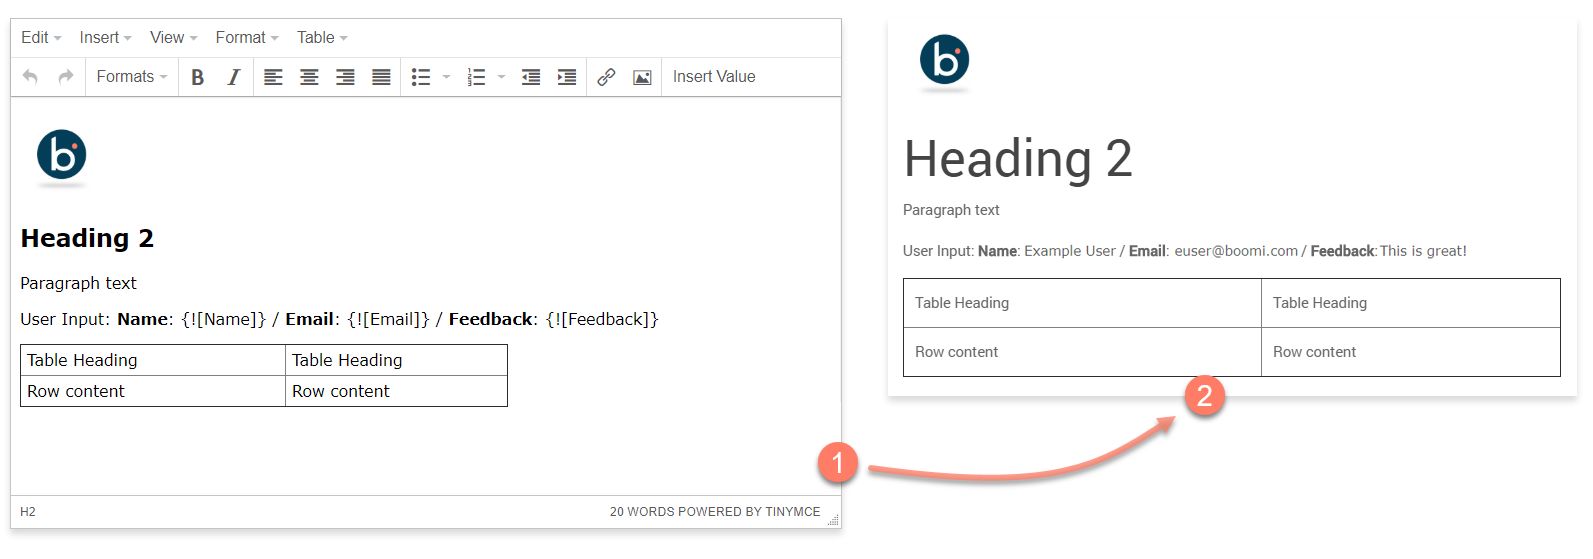 Edit Insert View Format Table
Formats B I Insert Value
b
Heading 2
Paragraph text
User Input: Name: {![Name]} / Email: {![Email]} / Feedback: {![Feedback]}
Table Heading Table Heading
Row content Row content
H2 20 WORDS POWERED BY TINYMCE
1
b
Heading 2
Paragraph text
User Input: Name: Example User / Email: euser@boomi.com / Feedback: This is great!
Table Heading Table Heading
Row content Row content
2